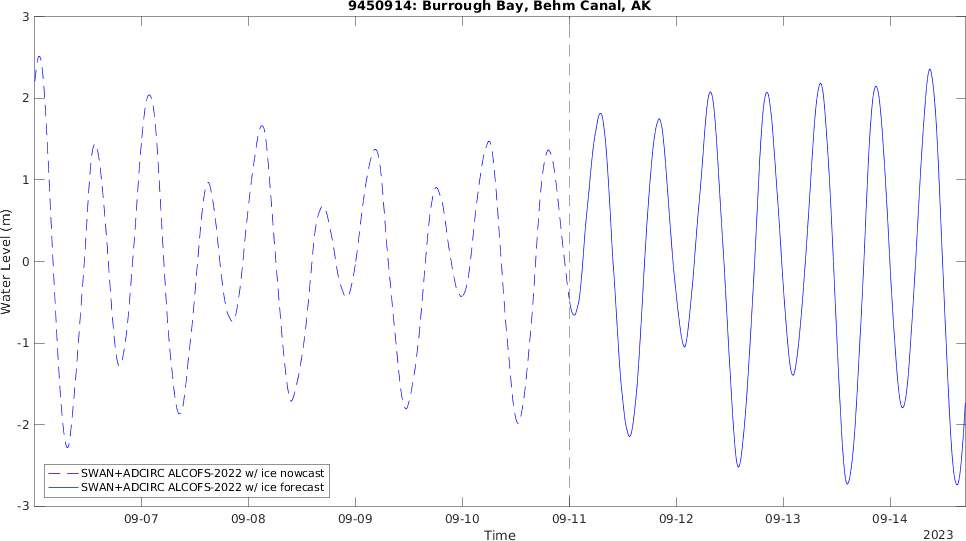 9450914: Burrough Bay, Behm Canal, AK
3
2
1
0
-1
-2
-3
Water Level (m)
SWAN+ADCIRC ALCOFS-2022 w/ ice nowcast
SWAN+ADCIRC ALCOFS-2022 w/ ice forecast
09-07 09-08 09-09 09-10 09-11 09-12 09-13 09-14
Time
2023